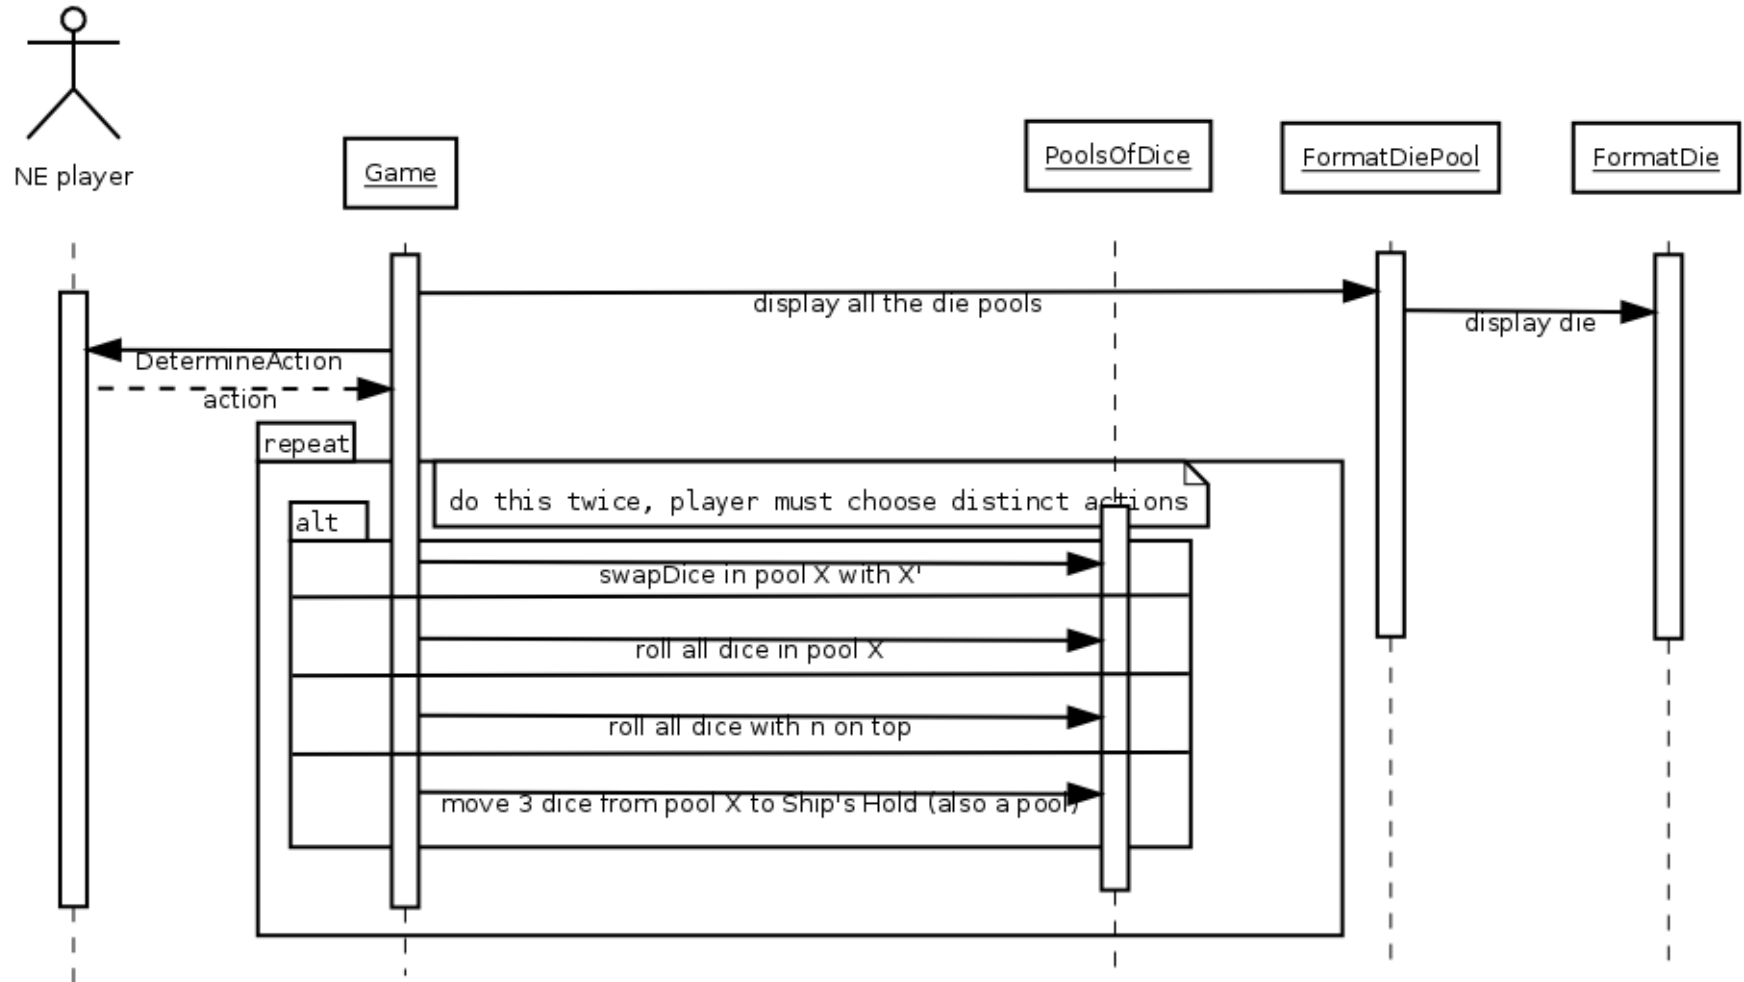 NE player
Game
PoolsOfDice
FormatDiePool
FormatDie
display all the die pools
display die
DetermineAction
action
repeat
do this twice, player must choose distinct actions
alt
swapDice in pool X with X'
roll all dice in pool X
roll all dice with n on top
move 3 dice from pool X to Ship's Hold (also a pool)